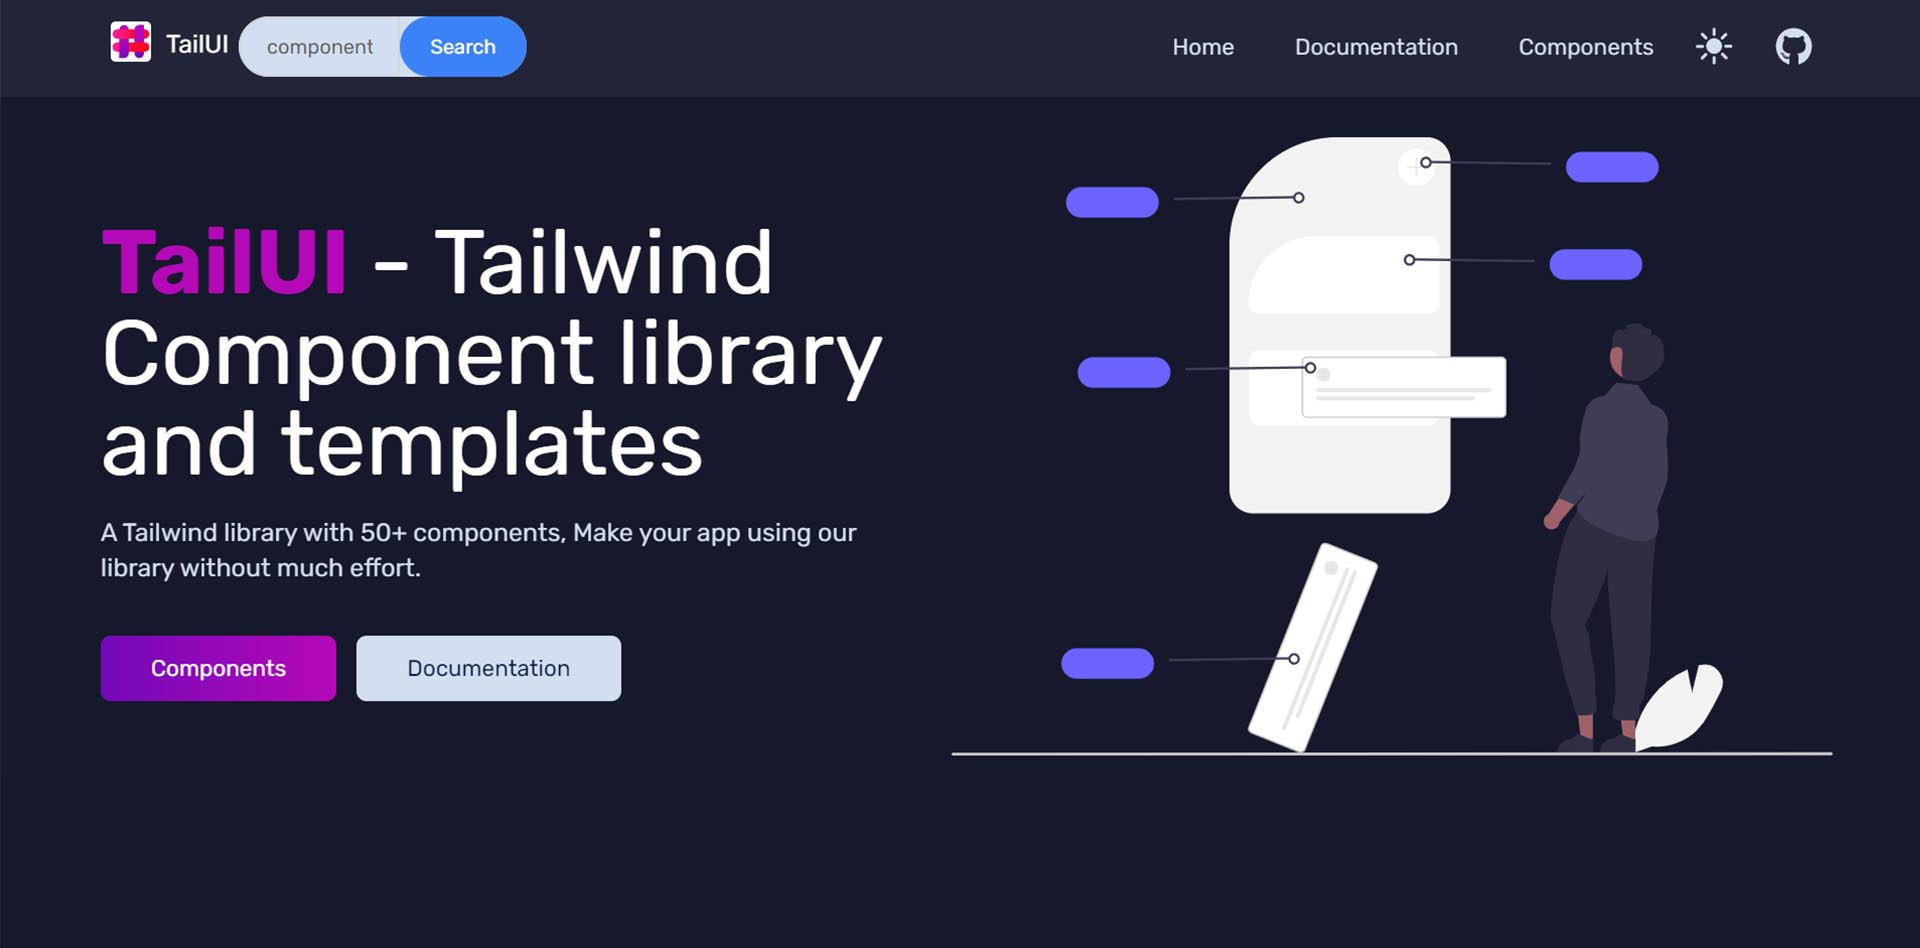 TailUI component Search Home Documentation Components
TailUI - Tailwind
Component library
and templates
A Tailwind library with 50+ components, Make your app using our
library without much effort.
Components Documentation